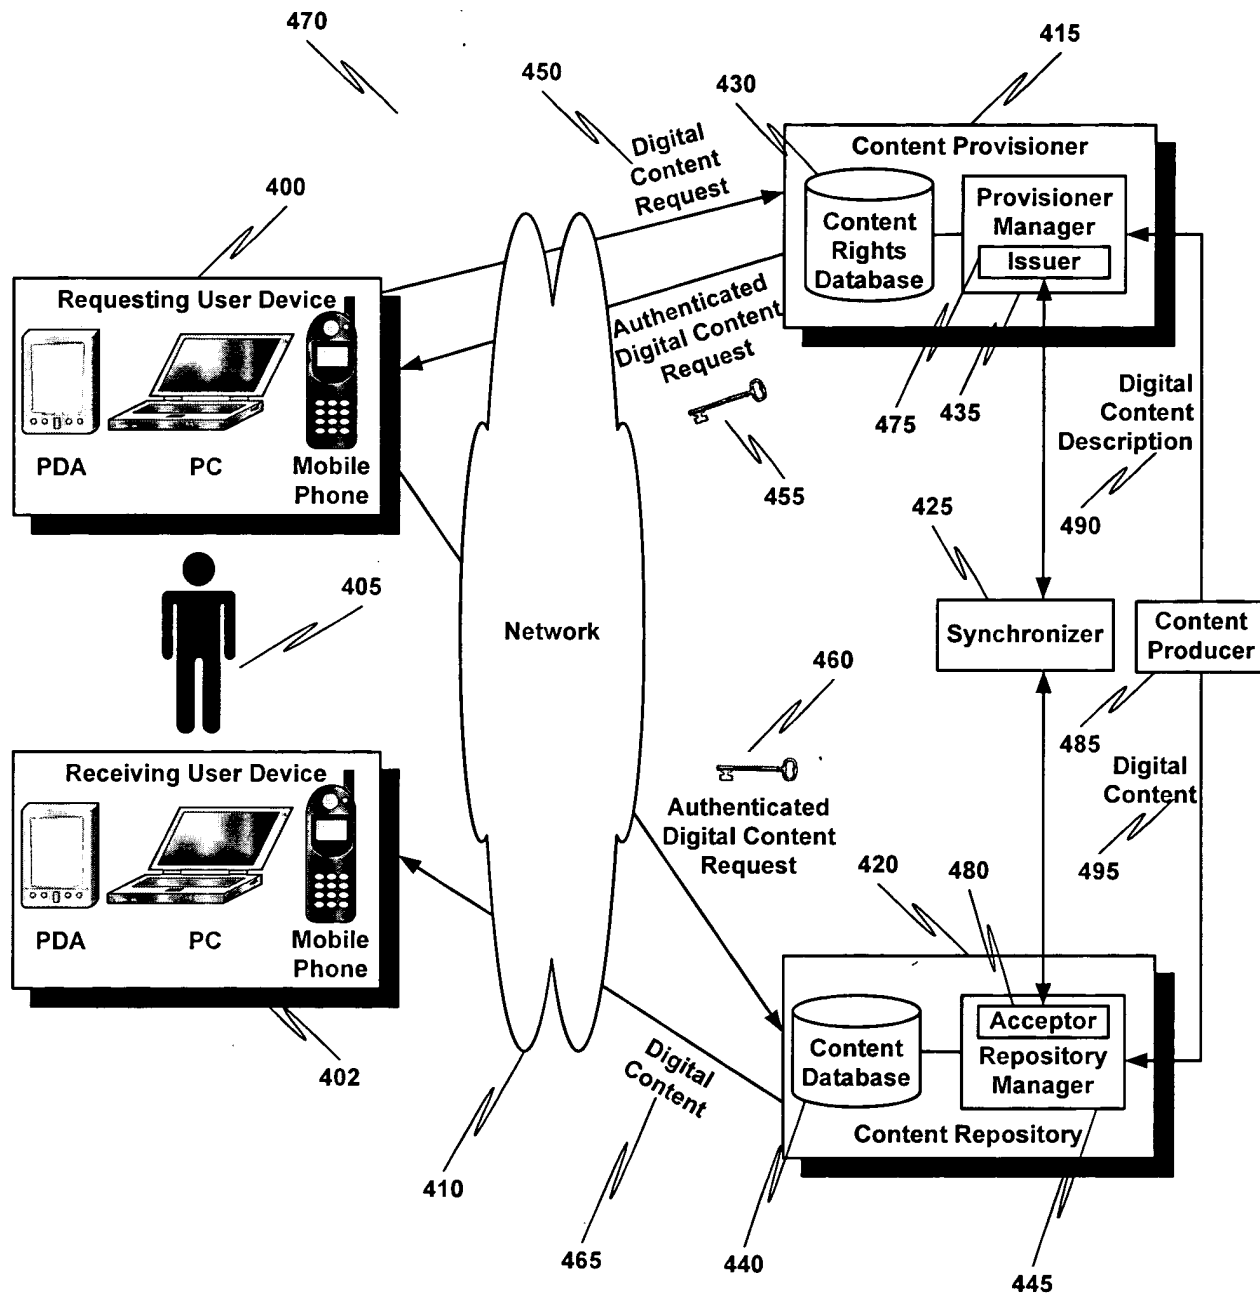 470
415
450
430
Digital
Content
Request
Content Provisioner
400
Content
Rights
Database
Provisioner
Manager
Issuer
Requesting User Device
PDA
PC
Mobile
Phone
Authenticated
Digital Content
Request
475
435
Digital
Content
Description
455
425
490
405
Network
Synchronizer
Content
Producer
460
485
Receiving User Device
PDA
PC
Mobile
Phone
Authenticated
Digital Content
Request
Digital
Content
420
480
495
402
Digital
Content
Content
Database
Acceptor
Repository
Manager
Content Repository
410
465
440
445